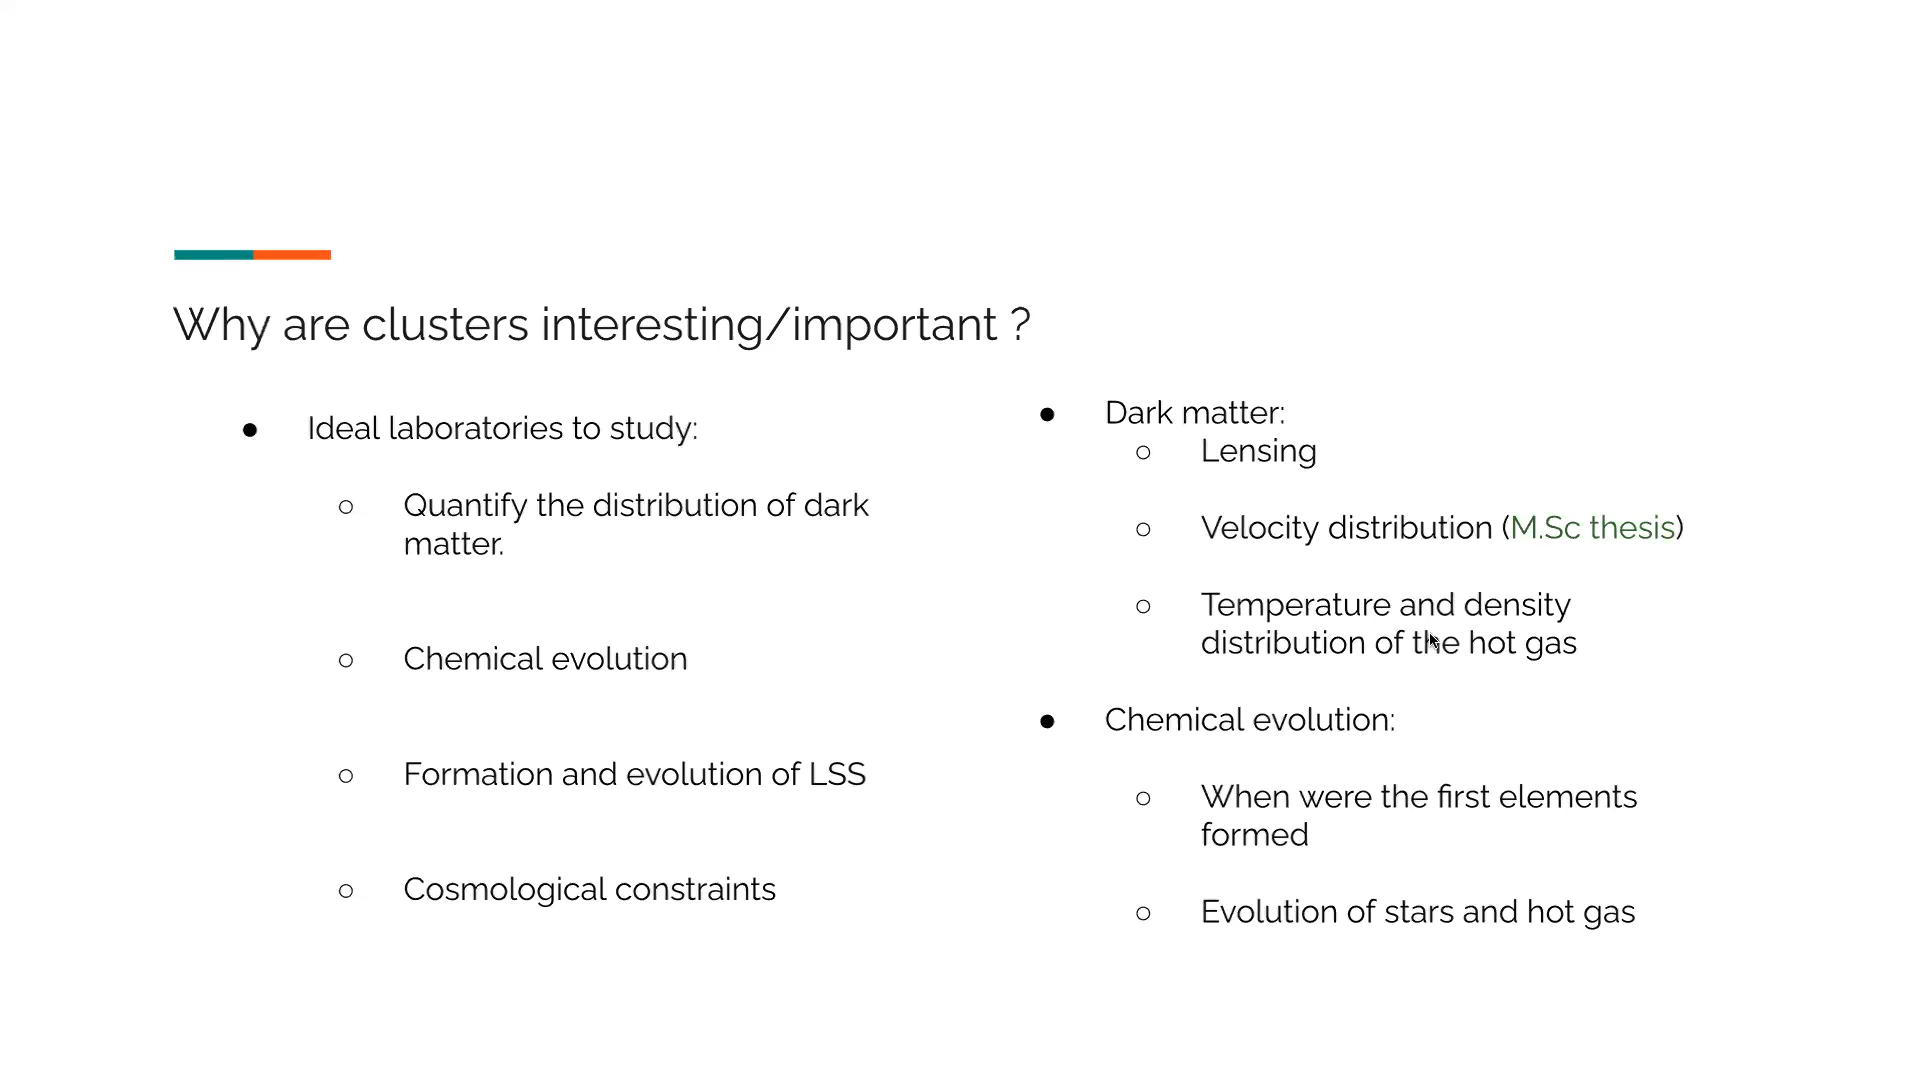 Why are clusters interesting/important ?
● Ideal laboratories to study:
○ Quantify the distribution of dark
matter.
○ Chemical evolution
○ Formation and evolution of LSS
○ Cosmological constraints
● Dark matter:
○ Lensing
○ Velocity distribution (M.Sc thesis)
○ Temperature and density
distribution of the hot gas
● Chemical evolution:
○ When were the first elements
formed
○ Evolution of stars and hot gas